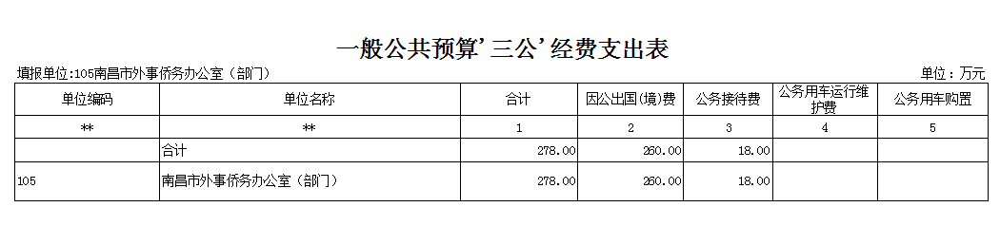 一般公共预算'三公'经费支出表
填报单位:105南昌市外事侨务办公室（部门） 单位：万元
单位编码 单位名称 合计 因公出国(境)费 公务接待费 公务用车运行维护费 公务用车购置
** ** 1 2 3 4 5
合计 278.00 260.00 18.00
105 南昌市外事侨务办公室（部门） 278.00 260.00 18.00